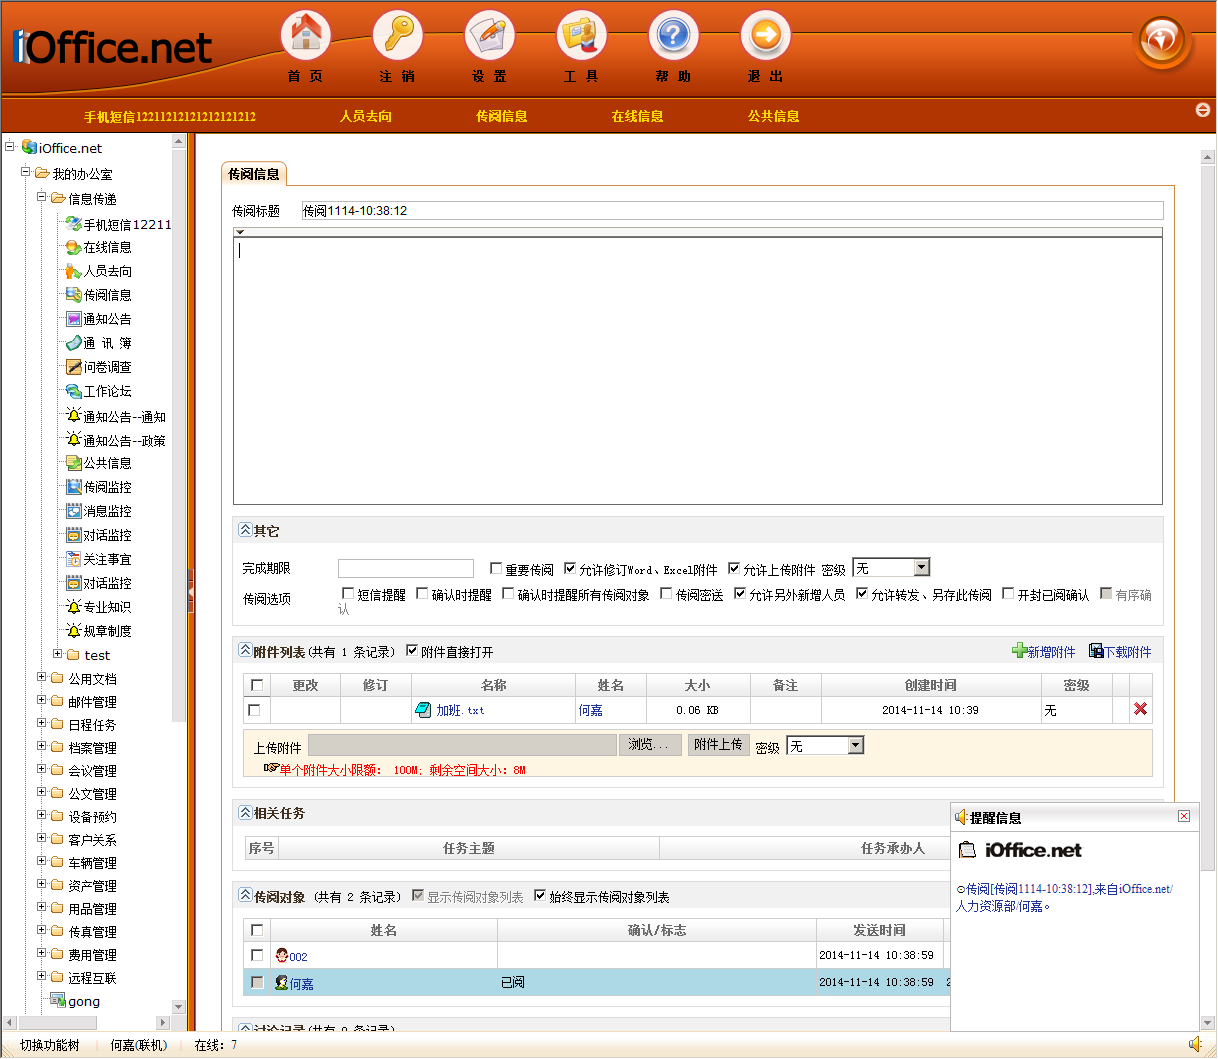 iOffice.net
首 页
注 销
设 置
工 具
帮 助
退 出
手机短信12211212121212121212
人员去向
传阅信息
在线信息
公共信息
iOffice.net
我的办公室
信息传递
手机短信12211
在线信息
人员去向
传阅信息
通知公告
通 讯 簿
问卷调查
工作论坛
通知公告--通知
通知公告--政策
公共信息
传阅监控
消息监控
对话监控
关注事宜
对话监控
专业知识
规章制度
test
公用文档
邮件管理
日程任务
档案管理
会议管理
公文管理
设备预约
客户关系
车辆管理
资产管理
用品管理
传真管理
费用管理
远程互联
gong
传阅信息
传阅标题 传阅1114-10:38:12
其它
完成期限 重要传阅 允许修订Word、Excel附件 允许上传附件 密级 无
传阅选项 短信提醒 确认时提醒 确认时提醒所有传阅对象 传阅密送 允许另外新增人员 允许转发、另存此传阅 开封已阅确认 有序确
认
附件列表(共有 1 条记录) 附件直接打开 新增附件 下载附件
更改 修订 名称 姓名 大小 备注 创建时间 密级
加班.txt 何嘉 0.06 KB 2014-11-14 10:39 无
上传附件 浏览... 附件上传 密级 无
单个附件大小限额: 100M; 剩余空间大小: 8M
相关任务
序号 任务主题 任务承办人
传阅对象 (共有 2 条记录) 显示传阅对象列表 始终显示传阅对象列表
姓名 确认/标志 发送时间
002 2014-11-14 10:38:59
何嘉 已阅 2014-11-14 10:38:59 2
讨论记录(共有 0 条记录)
提醒信息
iOffice.net
传阅[传阅1114-10:38:12],来自iOffice.net/
人力资源部/何嘉。
切换功能树 何嘉(联机) 在线: 7